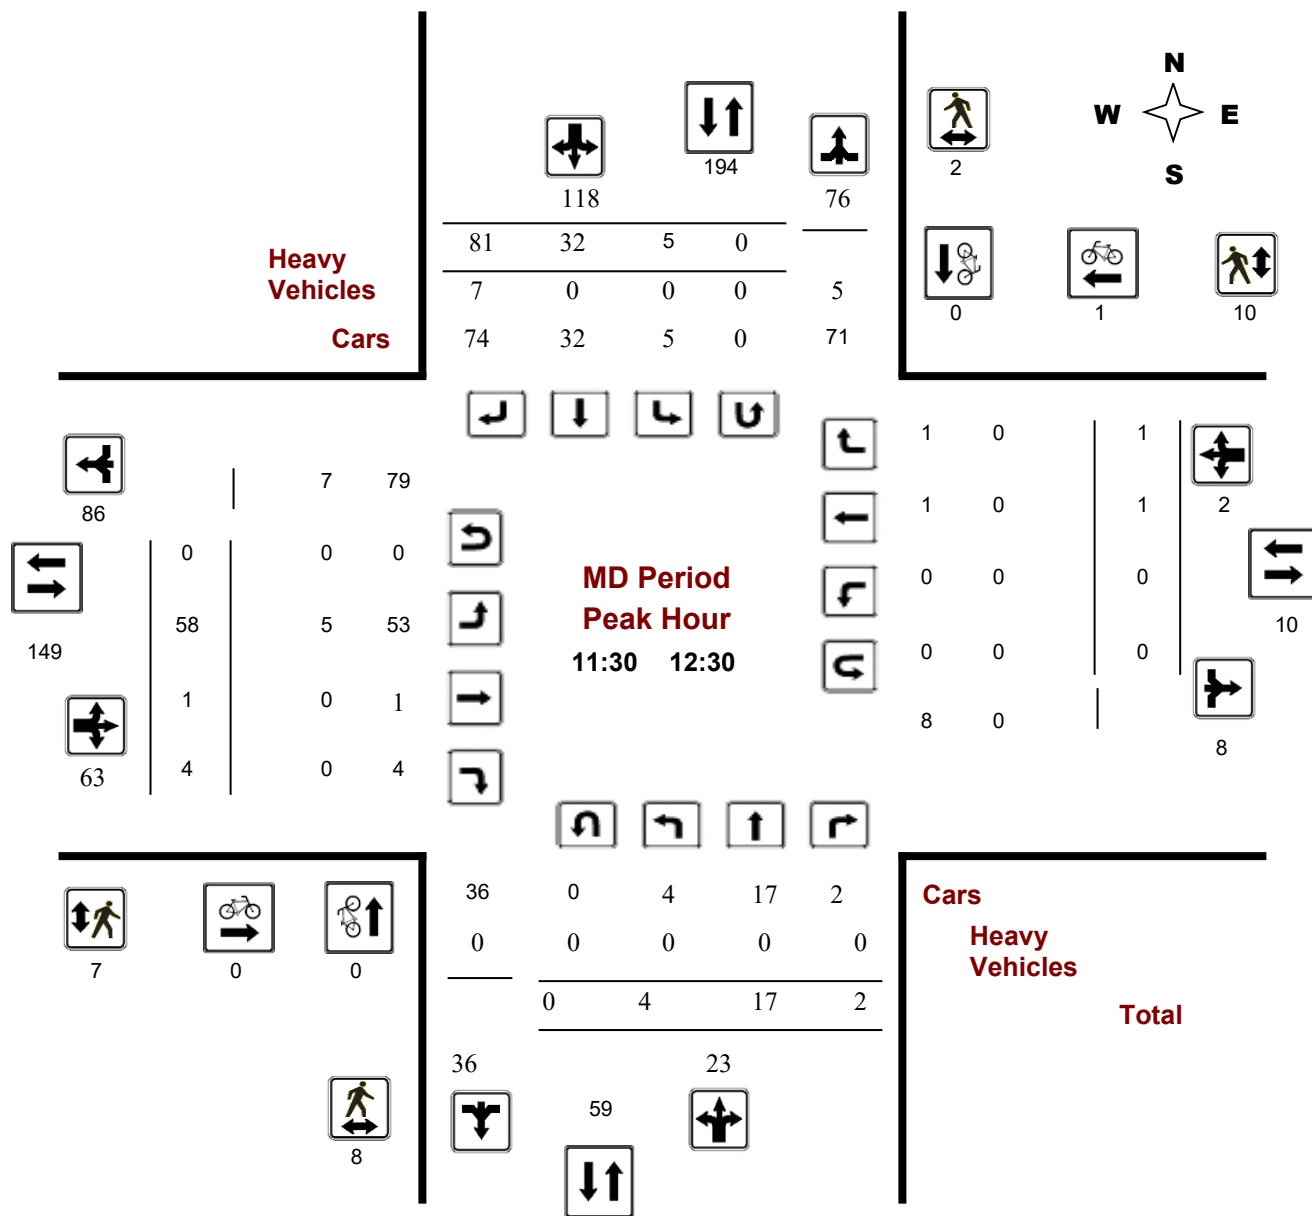 N
W E
S
194
2
118
76
81 32 5 0
Heavy
Vehicles
7 0 0 0 5
0 1 10
Cars
74 32 5 0 71
1 0 1
7 79
86
1 0 1
2
0 0 0
MD Period
0 0 0
Peak Hour
58 5 53
10
149
11:30 12:30
0 0 0
1 0 1
8 0
8
63
4 0 4
36 0 4 17 2
Cars
0 0 0 0 0
Heavy
Vehicles
7 0 0
0 4 17 2
Total
36 23
59
8